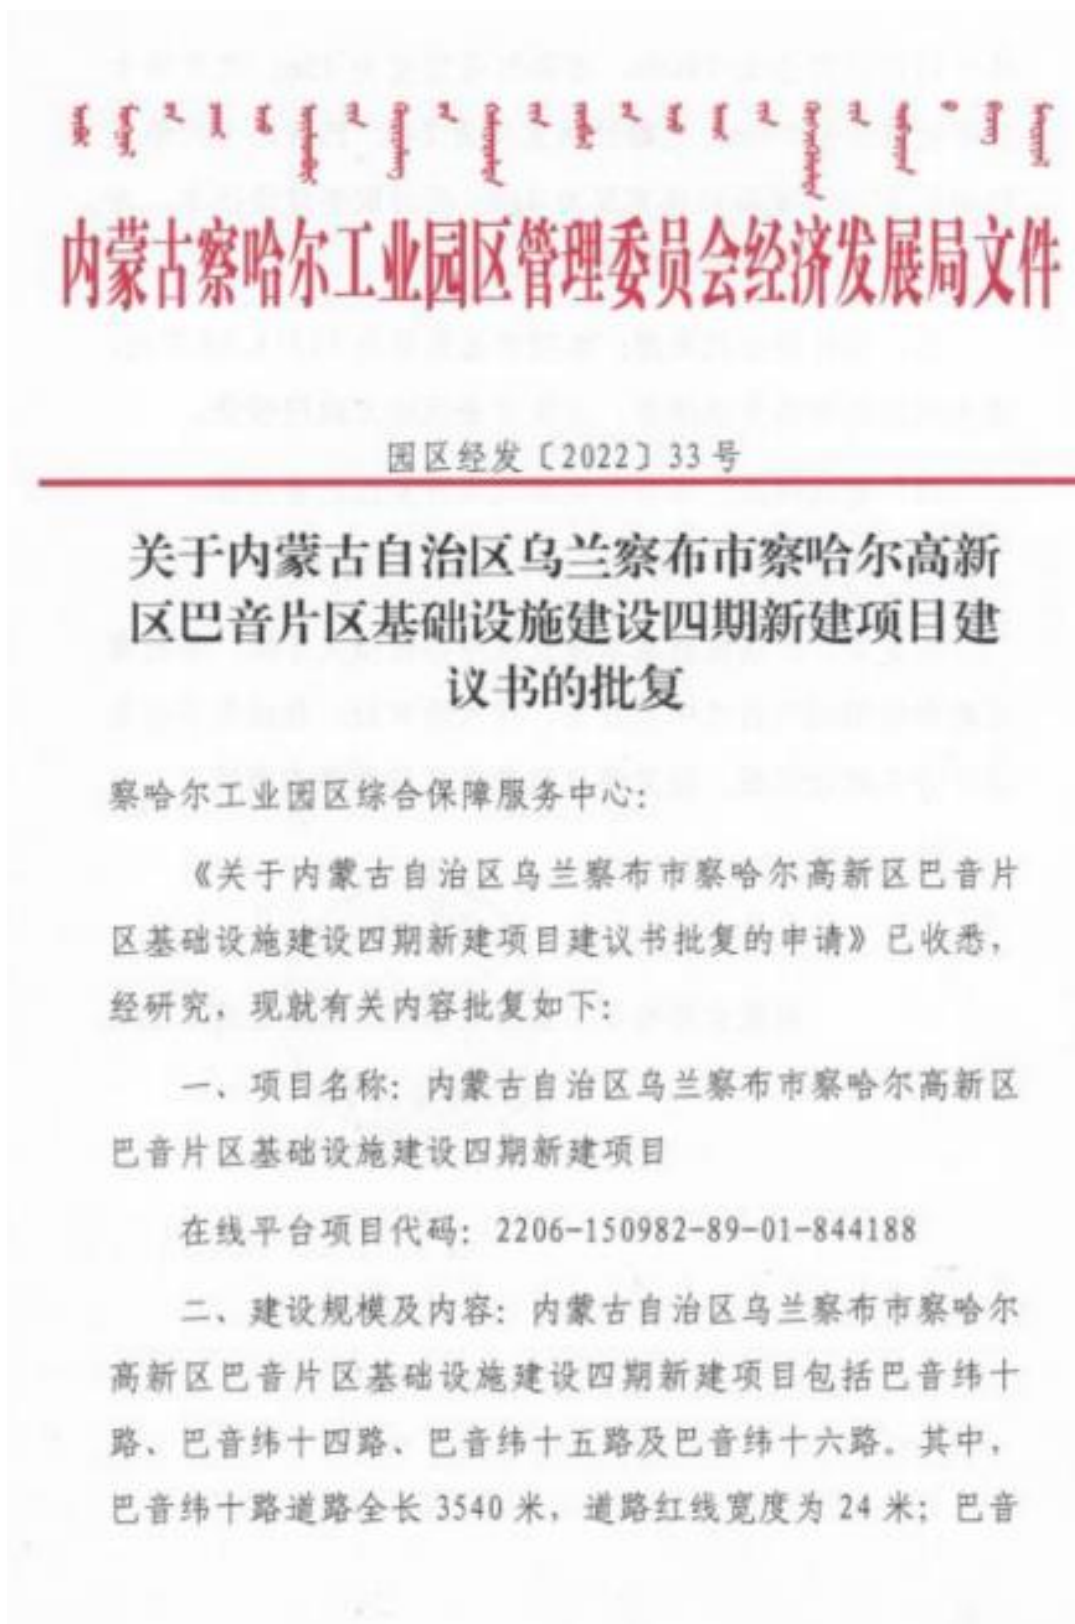 内蒙古察哈尔工业园区管理委员会经济发展局文件
园区经发〔2022〕33号
关于内蒙古自治区乌兰察布市察哈尔高新
区巴音片区基础设施建设四期新建项目建
议书的批复
察哈尔工业园区综合保障服务中心：
《关于内蒙古自治区乌兰察布市察哈尔高新区巴音片
区基础设施建设四期新建项目建议书批复的申请》已收悉，
经研究，现就有关内容批复如下：
一、项目名称：内蒙古自治区乌兰察布市察哈尔高新区
巴音片区基础设施建设四期新建项目
在线平台项目代码：2206-150982-89-01-844188
二、建设规模及内容：内蒙古自治区乌兰察布市察哈尔
高新区巴音片区基础设施建设四期新建项目包括巴音纬十
路、巴音纬十四路、巴音纬十五路及巴音纬十六路。其中，
巴音纬十路道路全长 3540 米，道路红线宽度为 24 米；巴音